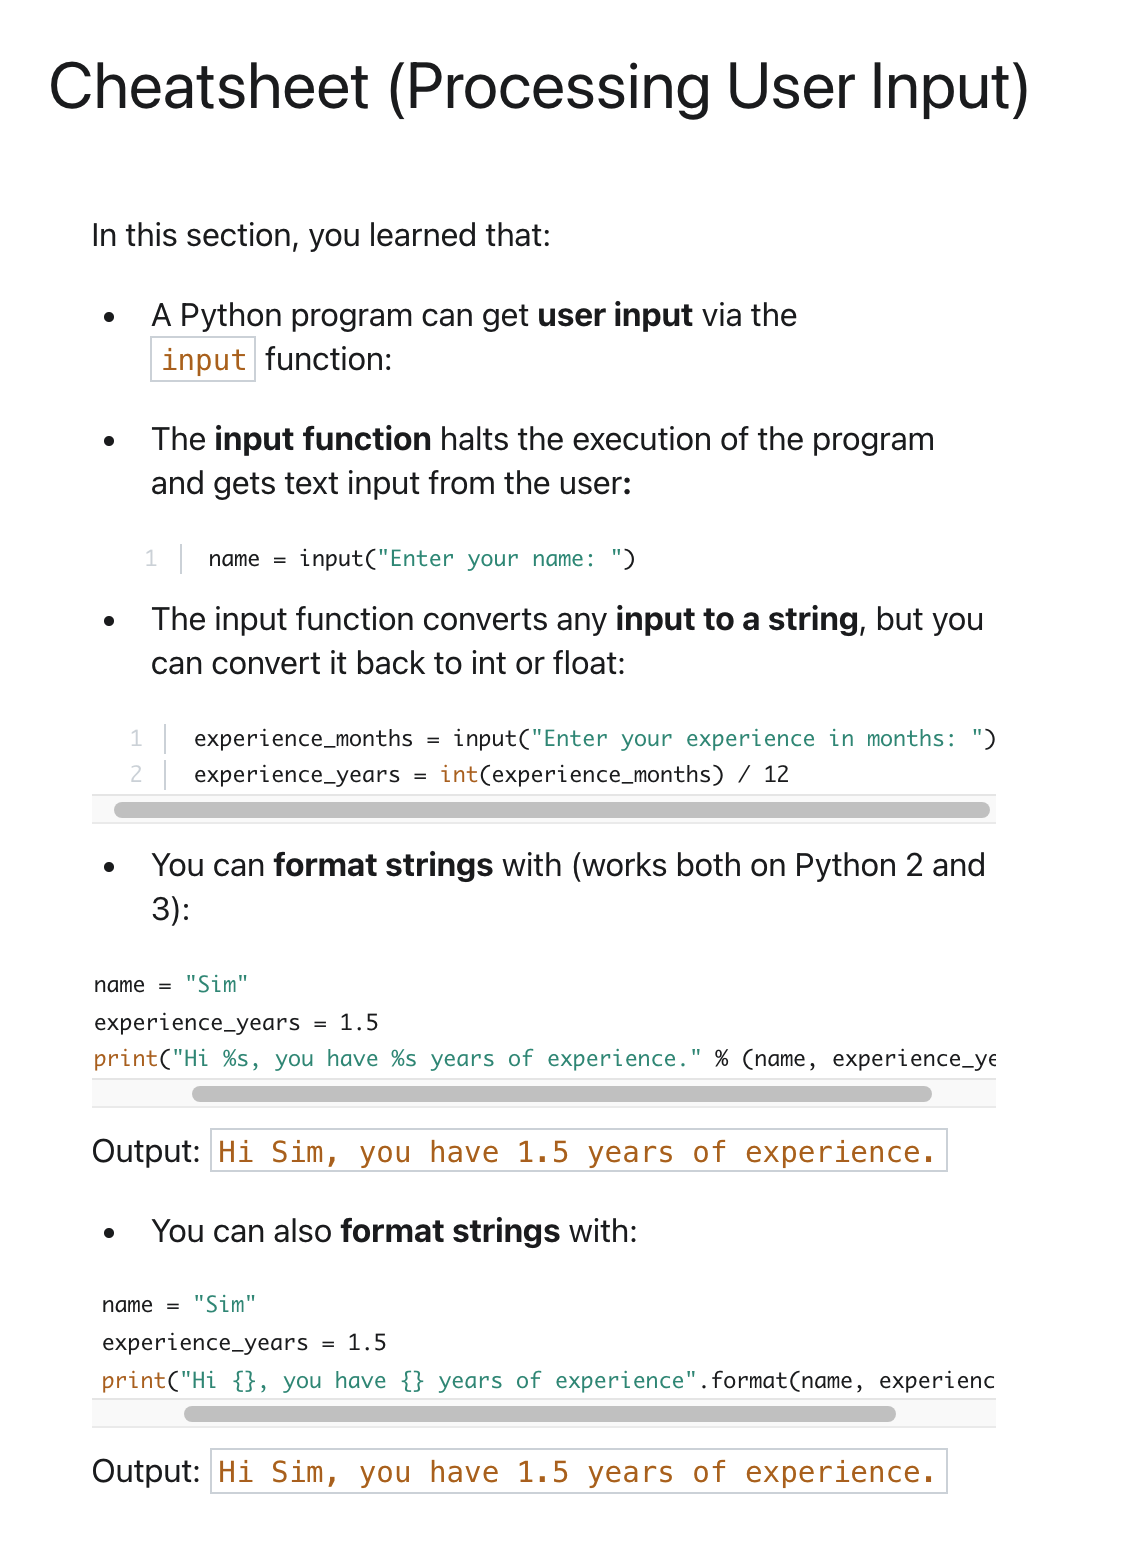 Cheatsheet (Processing User Input)
In this section, you learned that:
• A Python program can get user input via the
input function:
• The input function halts the execution of the program
and gets text input from the user:
1 name = input("Enter your name: ")
• The input function converts any input to a string, but you
can convert it back to int or float:
1 experience_months = input("Enter your experience in months: ")
2 experience_years = int(experience_months) / 12
• You can format strings with (works both on Python 2 and
3):
name = "Sim"
experience_years = 1.5
print("Hi %s, you have %s years of experience." % (name, experience_ye
Output: Hi Sim, you have 1.5 years of experience.
• You can also format strings with:
name = "Sim"
experience_years = 1.5
print("Hi {}, you have {} years of experience".format(name, experienc
Output: Hi Sim, you have 1.5 years of experience.